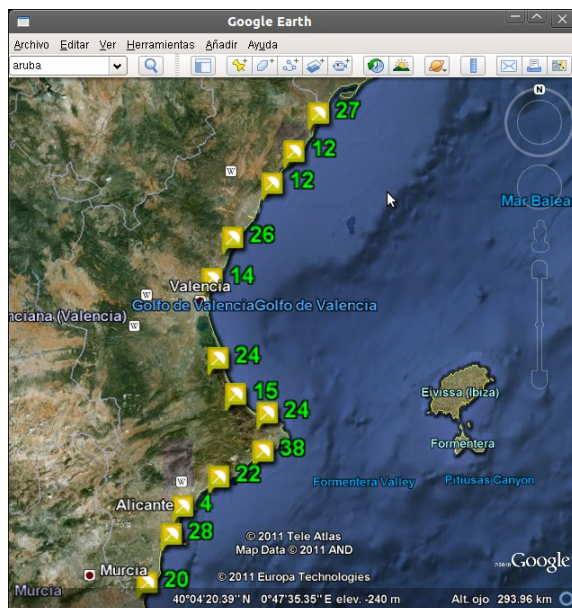 Google Earth
Archivo Editar Ver Herramientas Añadir Ayuda
aruba
N
27
12
W
12
Mar Balea
26
14
Valencia
Golfo de Valencia Golfo de Valencia
nciana (Valencia)
W
W
24
15
24
Eivissa (Ibiza)
38
Formentera
22
Formentera Valley
Pitiusas Canyon
W
Alicante
4
28
© 2011 Tele Atlas
Map Data © 2011 AND
©2010 Google
Murcia
20
© 2011 Europa Technologies
Murcia
40°04'20.39" N 0°47'35.35" E elev. -240 m Alt. ojo 293.96 km